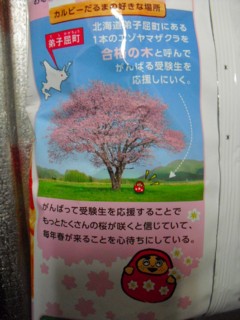 カルビーだるまの好きな場所
弟子屈町
北海道弟子屈町にある
1本のエゾヤマザクラを
合格の木と呼んで
がんばる受験生を
応援しにいく。
がんばって受験生を応援することで
もっとたくさんの桜が咲くと信じていて、
毎年春が来ることを心待ちにしている。